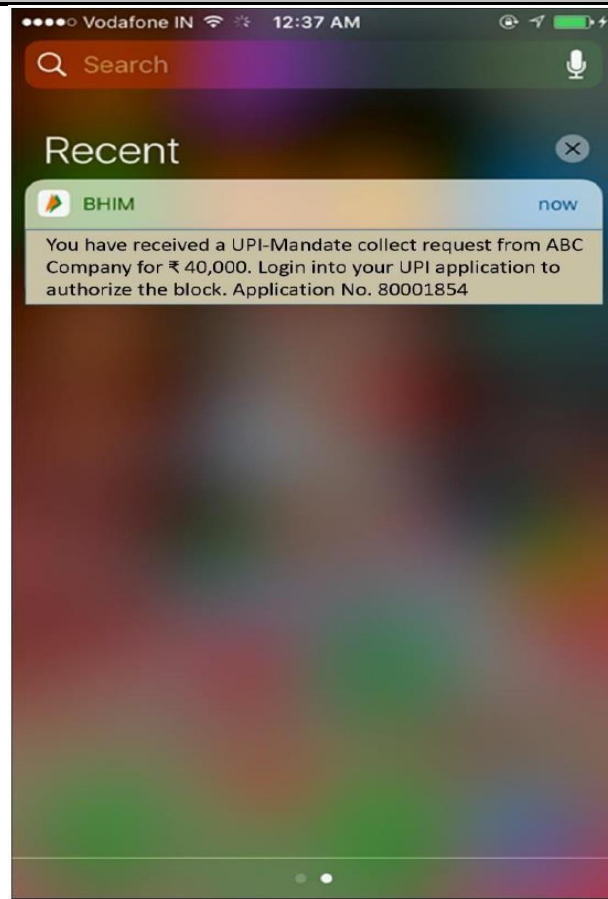 Vodafone IN 12:37 AM
Search
Recent
BHIM now
You have received a UPI-Mandate collect request from ABC
Company for ₹ 40,000. Login into your UPI application to
authorize the block. Application No. 80001854